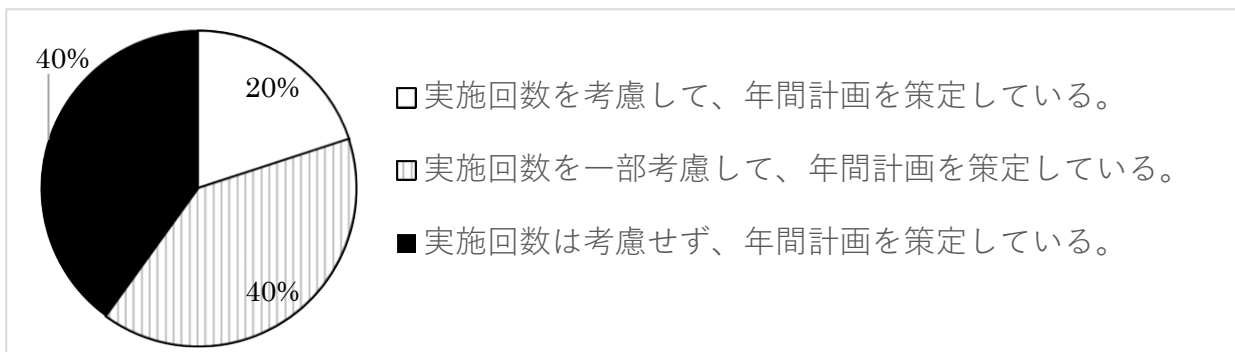 40%
20%
40%
実施回数を考慮して、年間計画を策定している。
実施回数を一部考慮して、年間計画を策定している。
実施回数は考慮せず、年間計画を策定している。